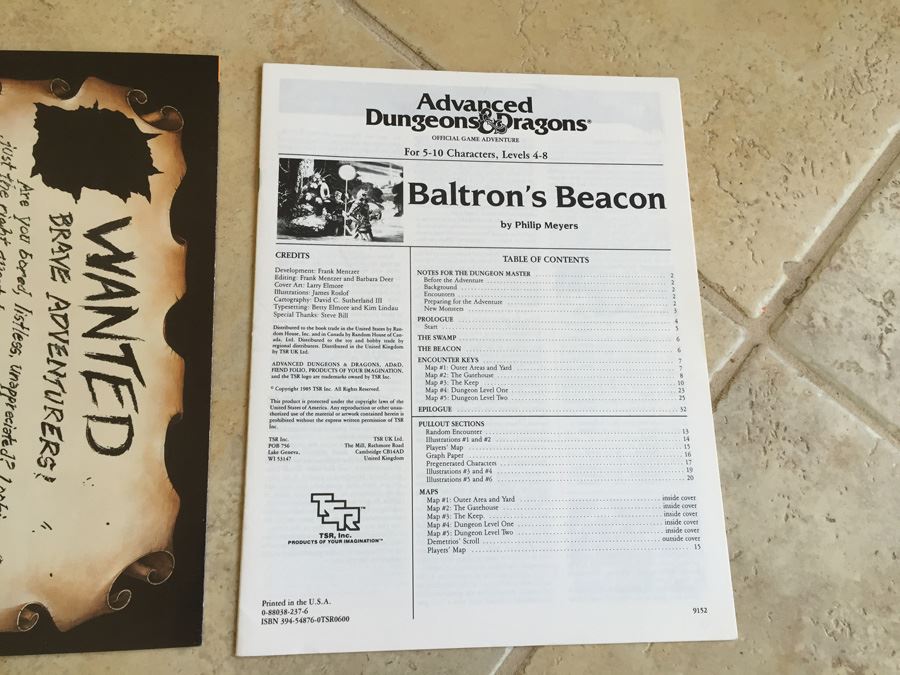 WANTED
BRAVE ADVENTURERS!
Are you bored, listless, unappreciated?
just the right
Advanced
Dungeons & Dragons®
OFFICIAL GAME ADVENTURE
For 5-10 Characters, Levels 4-8
Baltron's Beacon
by Philip Meyers
CREDITS
Development: Frank Mentzer
Editing: Frank Mentzer and Barbara Deer
Cover Art: Larry Elmore
Illustrations: James Roslof
Cartography: David C. Sutherland III
Typesetting: Betty Elmore and Kim Lindau
Special Thanks: Steve Bill
Distributed to the book trade in the United States by Ran-
dom House, Inc. and in Canada by Random House of Can-
ada, Ltd. Distributed to the toy and hobby trade by
regional distributors. Distributed in the United Kingdom
by TSR UK Ltd.
ADVANCED DUNGEONS & DRAGONS, AD&D,
FIEND FOLIO, PRODUCTS OF YOUR IMAGINATION,
and the TSR logo are trademarks owned by TSR Inc.
© Copyright 1985 TSR Inc. All Rights Reserved.
This product is protected under the copyright laws of the
United States of America. Any reproduction or other unau-
thorized use of the material or artwork contained herein is
prohibited without the express written permission of TSR
Inc.
TSR Inc.
POB 756
Lake Geneva,
WI 53147
TSR UK Ltd.
The Mill, Rathmore Road
Cambridge CB14AD
United Kingdom
TSR™
TSR, Inc.
PRODUCTS OF YOUR IMAGINATION™
Printed in the U.S.A.
0-88038-237-6
ISBN 394-54876-0TSR0600
TABLE OF CONTENTS
NOTES FOR THE DUNGEON MASTER 2
Before the Adventure 2
Background 2
Encounters 2
Preparing for the Adventure 2
New Monsters 3
PROLOGUE 4
Start 5
THE SWAMP 6
THE BEACON 6
ENCOUNTER KEYS 7
Map #1: Outer Areas and Yard 7
Map #2: The Gatehouse 8
Map #3: The Keep 10
Map #4: Dungeon Level One 23
Map #5: Dungeon Level Two 25
EPILOGUE 32
PULLOUT SECTIONS
Random Encounter 13
Illustrations #1 and #2 14
Players' Map 15
Graph Paper 16
Pregenerated Characters 17
Illustrations #3 and #4 19
Illustrations #5 and #6 20
MAPS
Map #1: Outer Area and Yard inside cover
Map #2: The Gatehouse inside cover
Map #3: The Keep. inside cover
Map #4: Dungeon Level One inside cover
Map #5: Dungeon Level Two inside cover
Demetrios' Scroll outside cover
Players' Map 15
9152